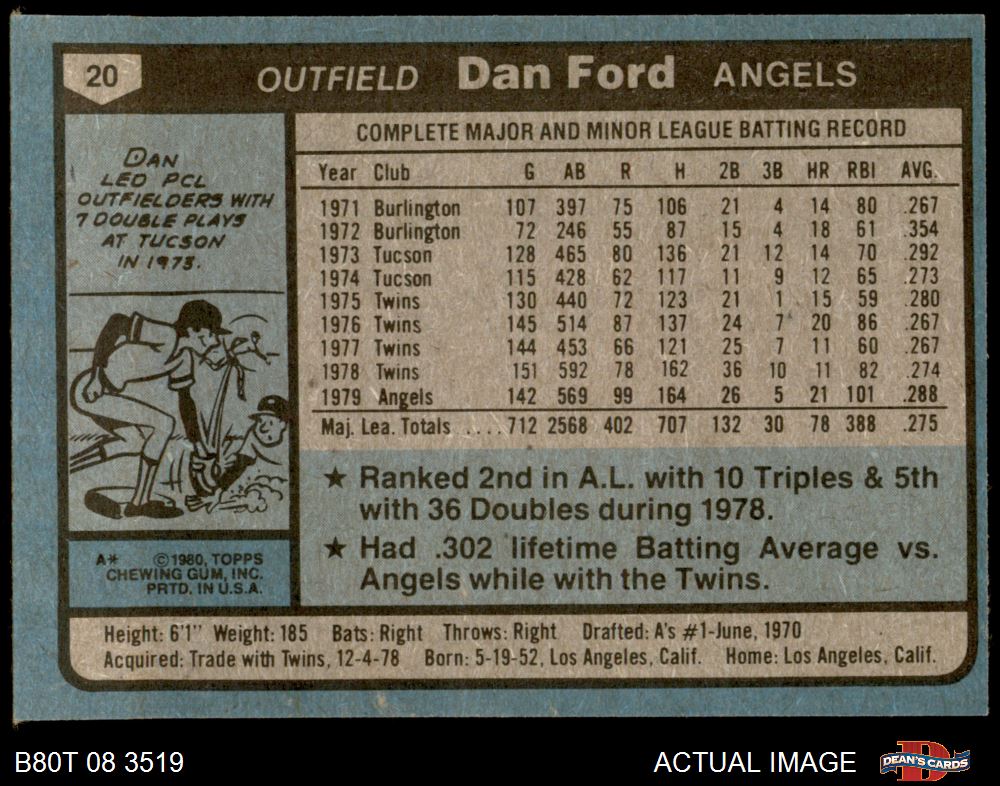 20 OUTFIELD Dan Ford ANGELS
DAN
LED PCL
OUTFIELDERS WITH
7 DOUBLE PLAYS
AT TUCSON
IN 1973.
A* ©1980, TOPPS
CHEWING GUM, INC.
PRTD. IN U.S.A.
COMPLETE MAJOR AND MINOR LEAGUE BATTING RECORD
Year Club G AB R H 2B 3B HR RBI AVG.
1971 Burlington 107 397 75 106 21 4 14 80 .267
1972 Burlington 72 246 55 87 15 4 18 61 .354
1973 Tucson 128 465 80 136 21 12 14 70 .292
1974 Tucson 115 428 62 117 11 9 12 65 .273
1975 Twins 130 440 72 123 21 1 15 59 .280
1976 Twins 145 514 87 137 24 7 20 86 .267
1977 Twins 144 453 66 121 25 7 11 60 .267
1978 Twins 151 592 78 162 36 10 11 82 .274
1979 Angels 142 569 99 164 26 5 21 101 .288
Maj. Lea. Totals ....712 2568 402 707 132 30 78 388 .275
★ Ranked 2nd in A.L. with 10 Triples & 5th
with 36 Doubles during 1978.
★ Had .302 lifetime Batting Average vs.
Angels while with the Twins.
Height: 6'1" Weight: 185 Bats: Right Throws: Right Drafted: A's #1-June, 1970
Acquired: Trade with Twins, 12-4-78 Born: 5-19-52, Los Angeles, Calif. Home: Los Angeles, Calif.
B80T 08 3519 ACTUAL IMAGE D DEAN'S CARDS